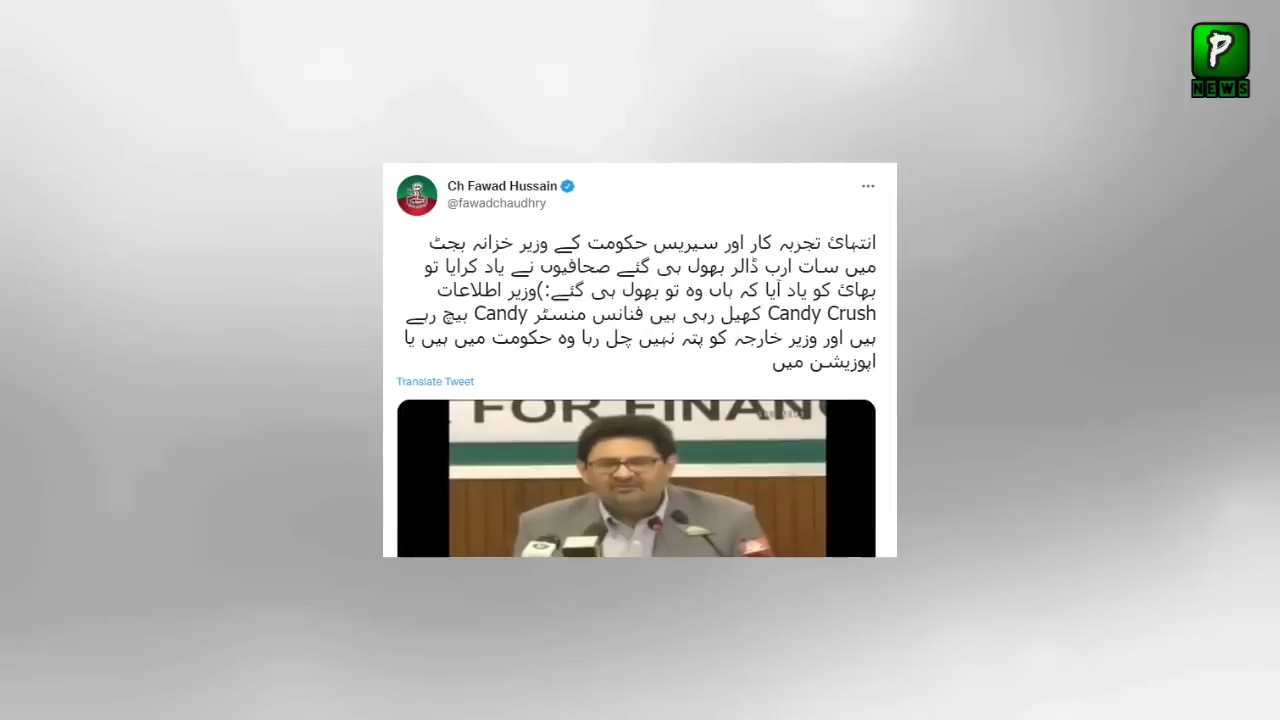 P
NEWS
Ch Fawad Hussain
@fawadchaudhry
انتہائ تجربہ کار اور سیریس حکومت کے وزیر خزانہ بجٹ
میں سات ارب ڈالر بھول ہی گئے صحافیوں نے یاد کرایا تو
بھائ کو یاد آیا کہ ہاں وہ تو بھول ہی گئے:)وزیر اطلاعات
Candy Crush کھیل رہی ہیں فنانس منسٹر Candy بیچ رہے
ہیں اور وزیر خارجہ کو پتہ نہیں چل رہا وہ حکومت میں ہیں یا
اپوزیشن میں
Translate Tweet
FOR FINANC